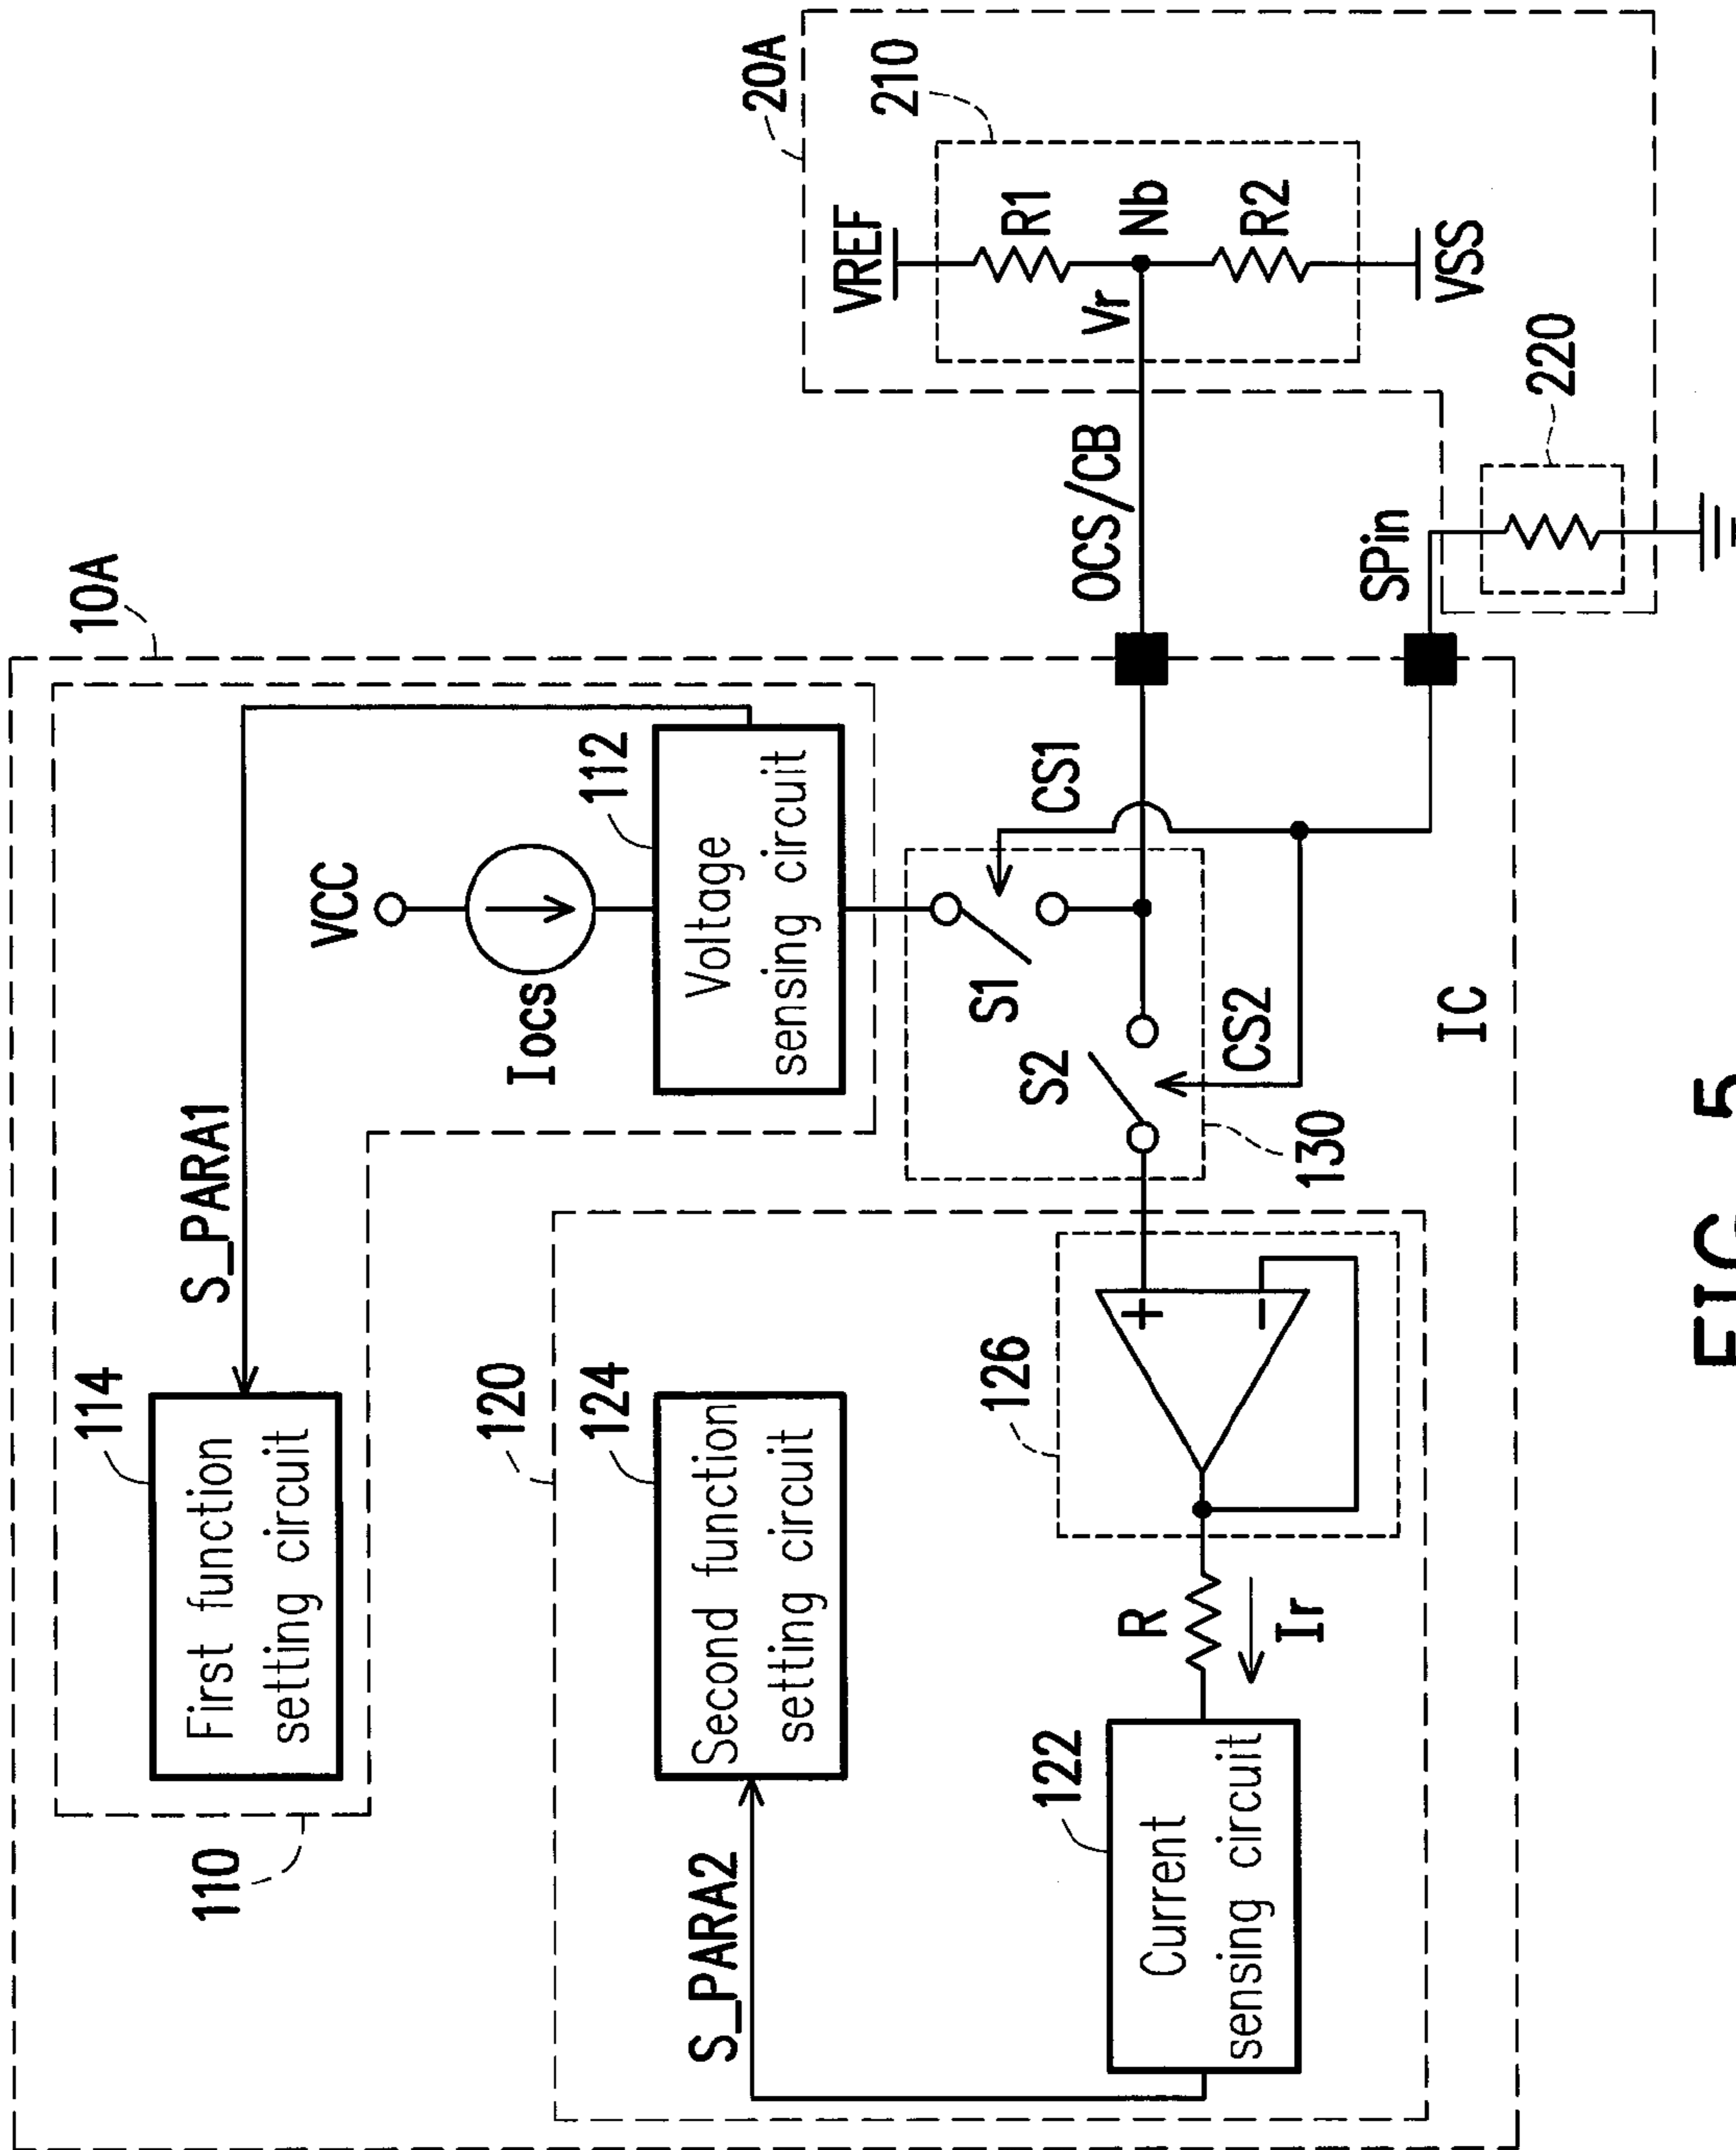 10A
110
114
First function
setting circuit
S_PARA1
VCC
Iocs
112
Voltage
sensing circuit
20A
210
VREF
R1
Nb
Vr
R2
VSS
OCS/CB
SPin
220
CS1
S1
S2
CS2
130
IC
120
124
Second function
setting circuit
S_PARA2
126
+
-
R
Ir
122
Current
sensing circuit
FIG. 5